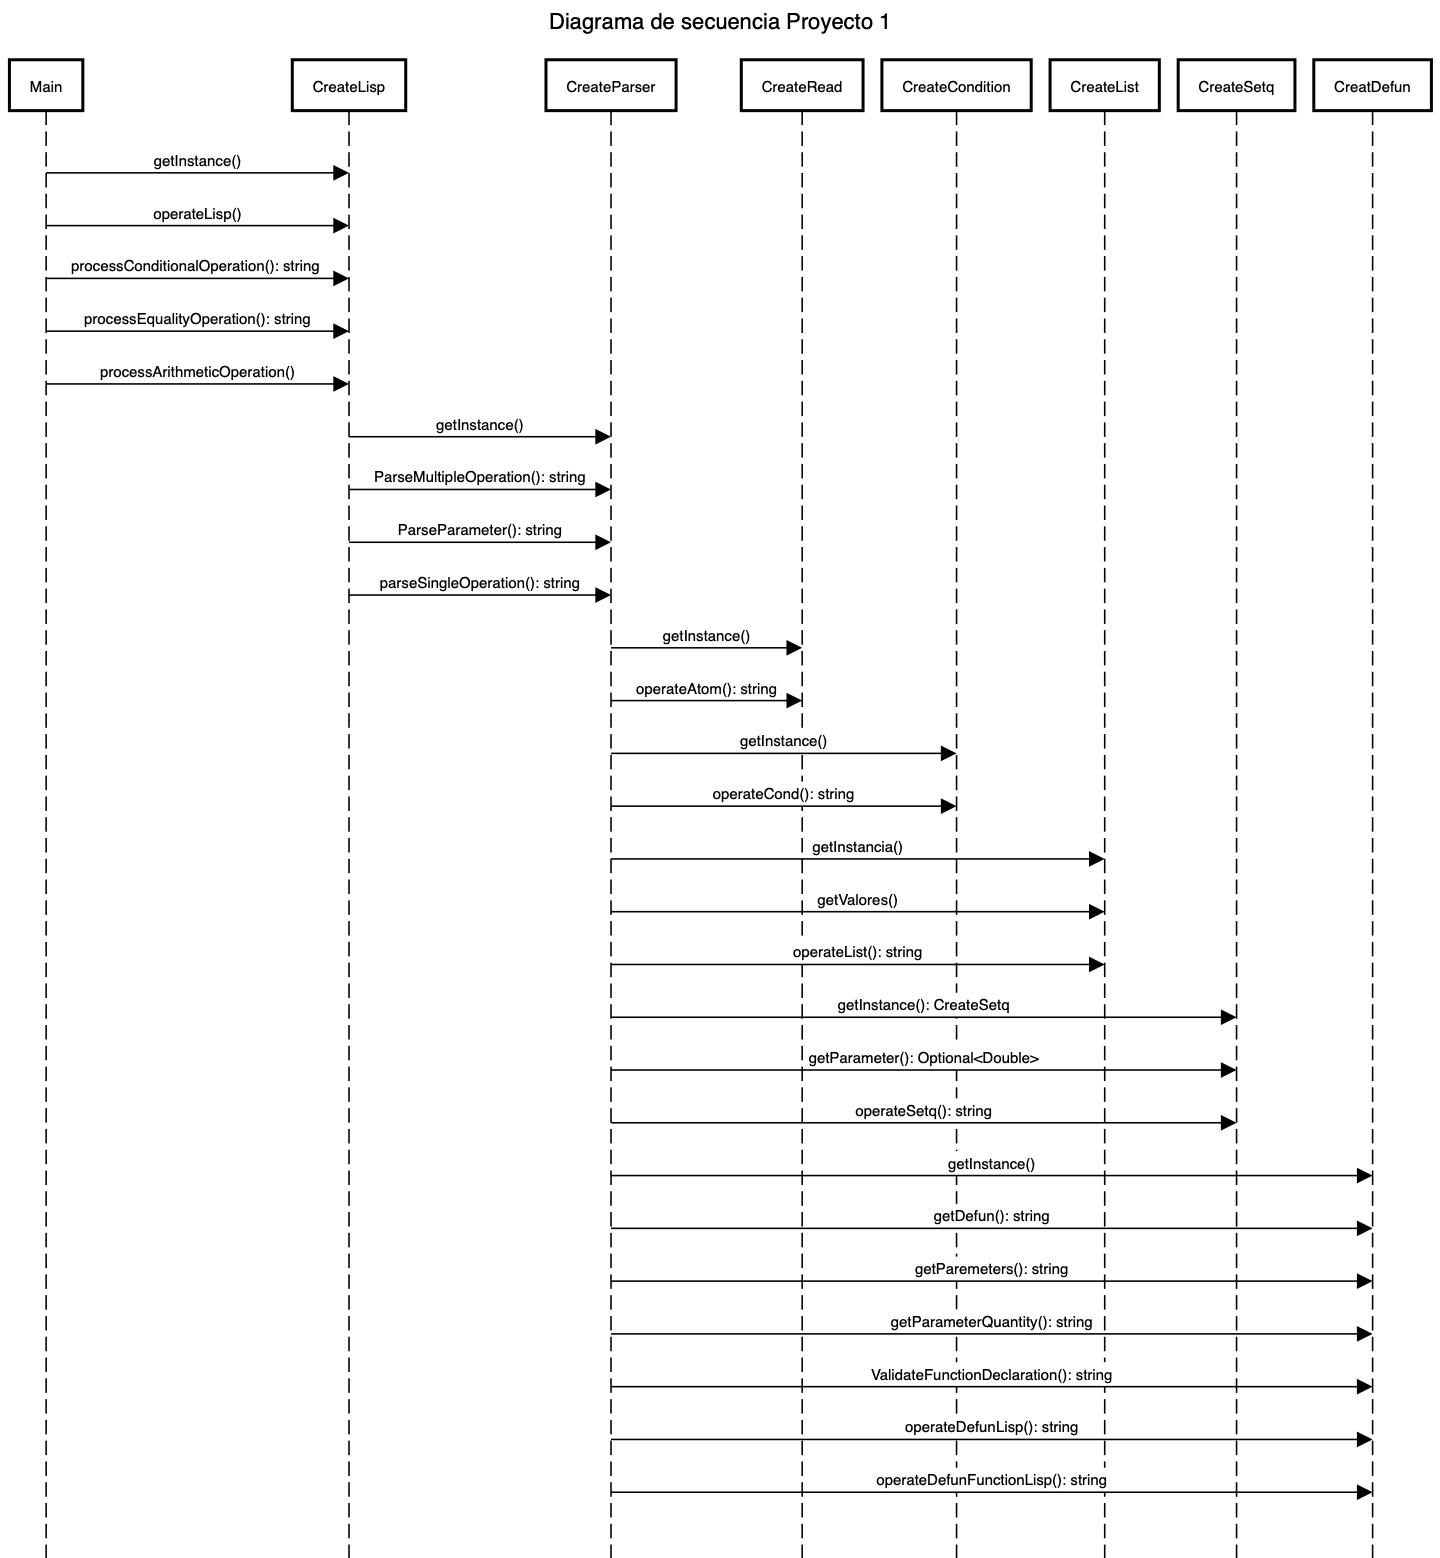 Diagrama de secuencia Proyecto 1
Main
CreateLisp
CreateParser
CreateRead
CreateCondition
CreateList
CreateSetq
CreatDefun
getInstance()
operateLisp()
processConditionalOperation(): string
processEqualityOperation(): string
processArithmeticOperation()
getInstance()
ParseMultipleOperation(): string
ParseParameter(): string
parseSingleOperation(): string
getInstance()
operateAtom(): string
getInstance()
operateCond(): string
getInstancia()
getValores()
operateList(): string
getInstance(): CreateSetq
getParameter(): Optional<Double>
operateSetq(): string
getInstance()
getDefun(): string
getParemeters(): string
getParameterQuantity(): string
ValidateFunctionDeclaration(): string
operateDefunLisp(): string
operateDefunFunctionLisp(): string